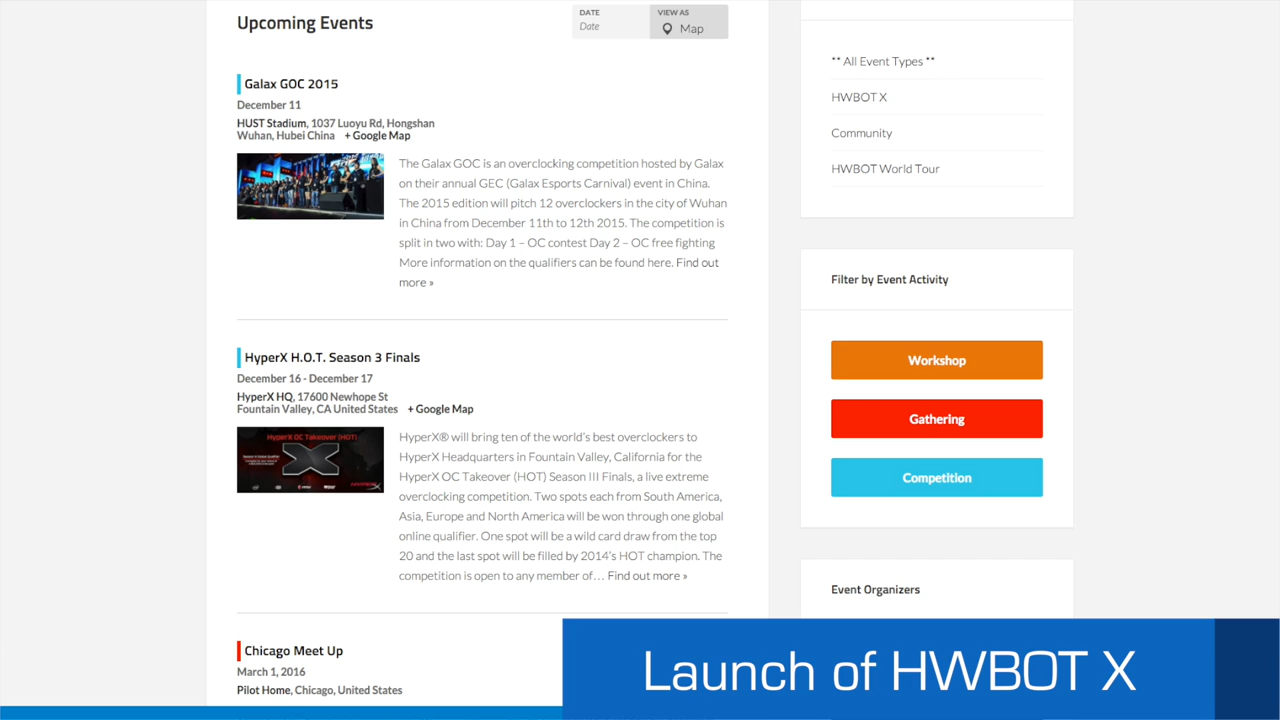 Upcoming Events
DATE
Date
VIEW AS
Map
Galax GOC 2015
December 11
HUST Stadium, 1037 Luoyu Rd, Hongshan
Wuhan, Hubei China + Google Map
The Galax GOC is an overclocking competition hosted by Galax
on their annual GEC (Galax Esports Carnival) event in China.
The 2015 edition will pitch 12 overclockers in the city of Wuhan
in China from December 11th to 12th 2015. The competition is
split in two with: Day 1 – OC contest Day 2 – OC free fighting
More information on the qualifiers can be found here. Find out
more »
HyperX H.O.T. Season 3 Finals
December 16 - December 17
HyperX HQ, 17600 Newhope St
Fountain Valley, CA United States + Google Map
HyperX OC Takeover (HOT)
HyperX® will bring ten of the world's best overclockers to
HyperX Headquarters in Fountain Valley, California for the
HyperX OC Takeover (HOT) Season III Finals, a live extreme
overclocking competition. Two spots each from South America,
Asia, Europe and North America will be won through one global
online qualifier. One spot will be a wild card draw from the top
20 and the last spot will be filled by 2014's HOT champion. The
competition is open to any member of… Find out more »
Chicago Meet Up
March 1, 2016
Pilot Home, Chicago, United States
** All Event Types **
HWBOT X
Community
HWBOT World Tour
Filter by Event Activity
Workshop
Gathering
Competition
Event Organizers
Launch of HWBOT X